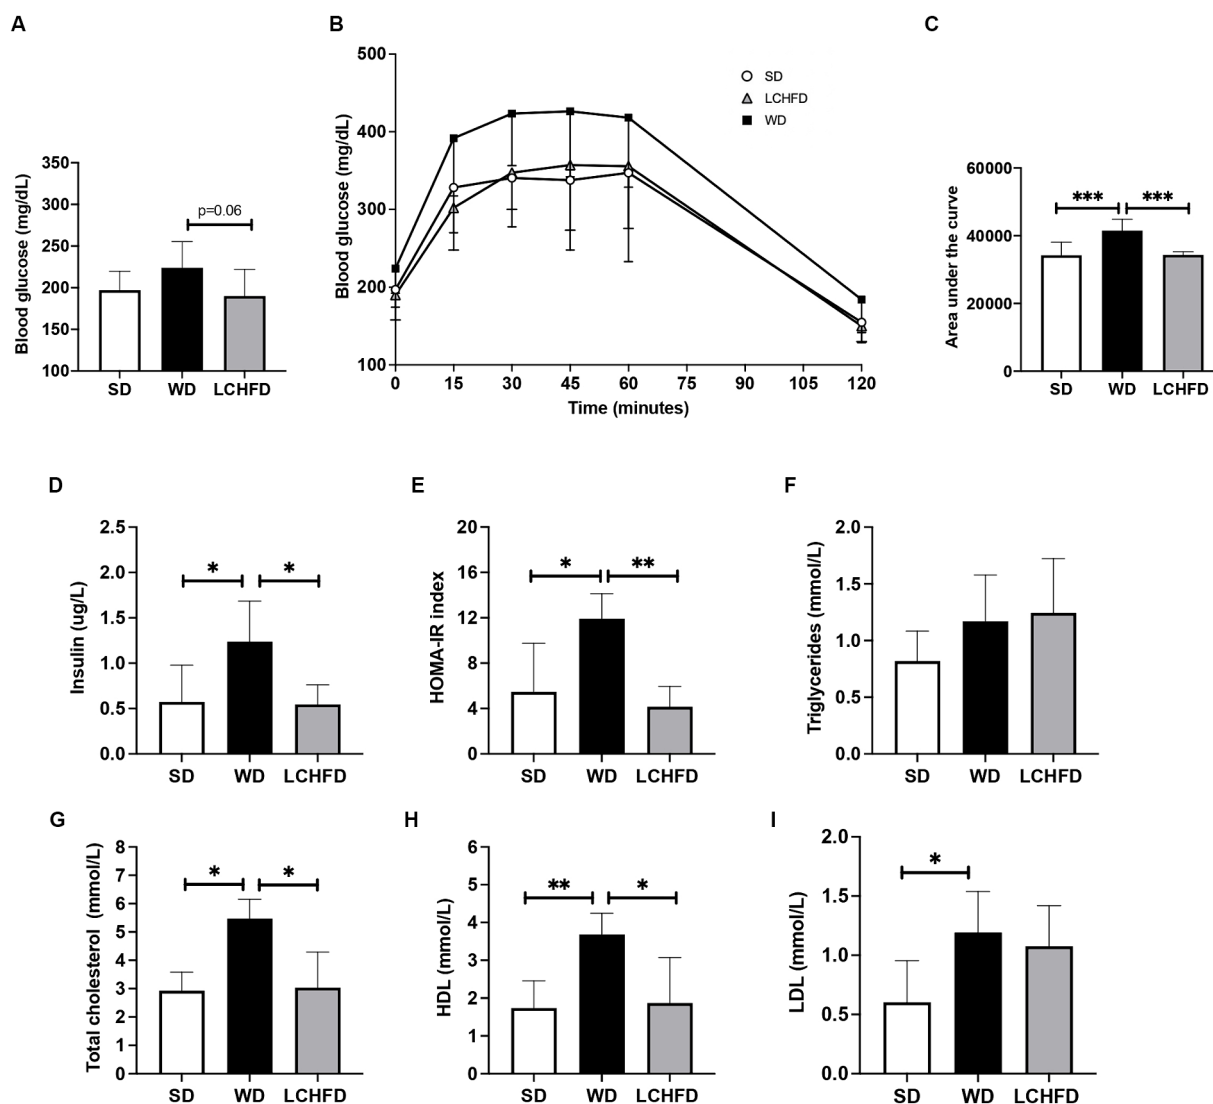 A
B
C
Blood glucose (mg/dL)
350
300
250
200
150
100
p=0.06
SD
WD
LCHFD
Blood glucose (mg/dL)
500
400
300
200
100
SD
LCHFD
WD
0
15
30
45
60
75
90
105
120
Time (minutes)
Area under the curve
60000
40000
20000
0
***
***
SD
WD
LCHFD
D
E
F
Insulin (ug/L)
2.5
2.0
1.5
1.0
0.5
0.0
*
*
SD
WD
LCHFD
HOMA-IR index
20
16
12
8
4
0
*
**
SD
WD
LCHFD
Triglycerides (mmol/L)
2.0
1.5
1.0
0.5
0.0
SD
WD
LCHFD
G
H
I
Total cholesterol (mmol/L)
8
7
6
5
4
3
2
1
0
*
*
SD
WD
LCHFD
HDL (mmol/L)
6
5
4
3
2
1
0
**
*
SD
WD
LCHFD
LDL (mmol/L)
2.0
1.5
1.0
0.5
0.0
*
SD
WD
LCHFD